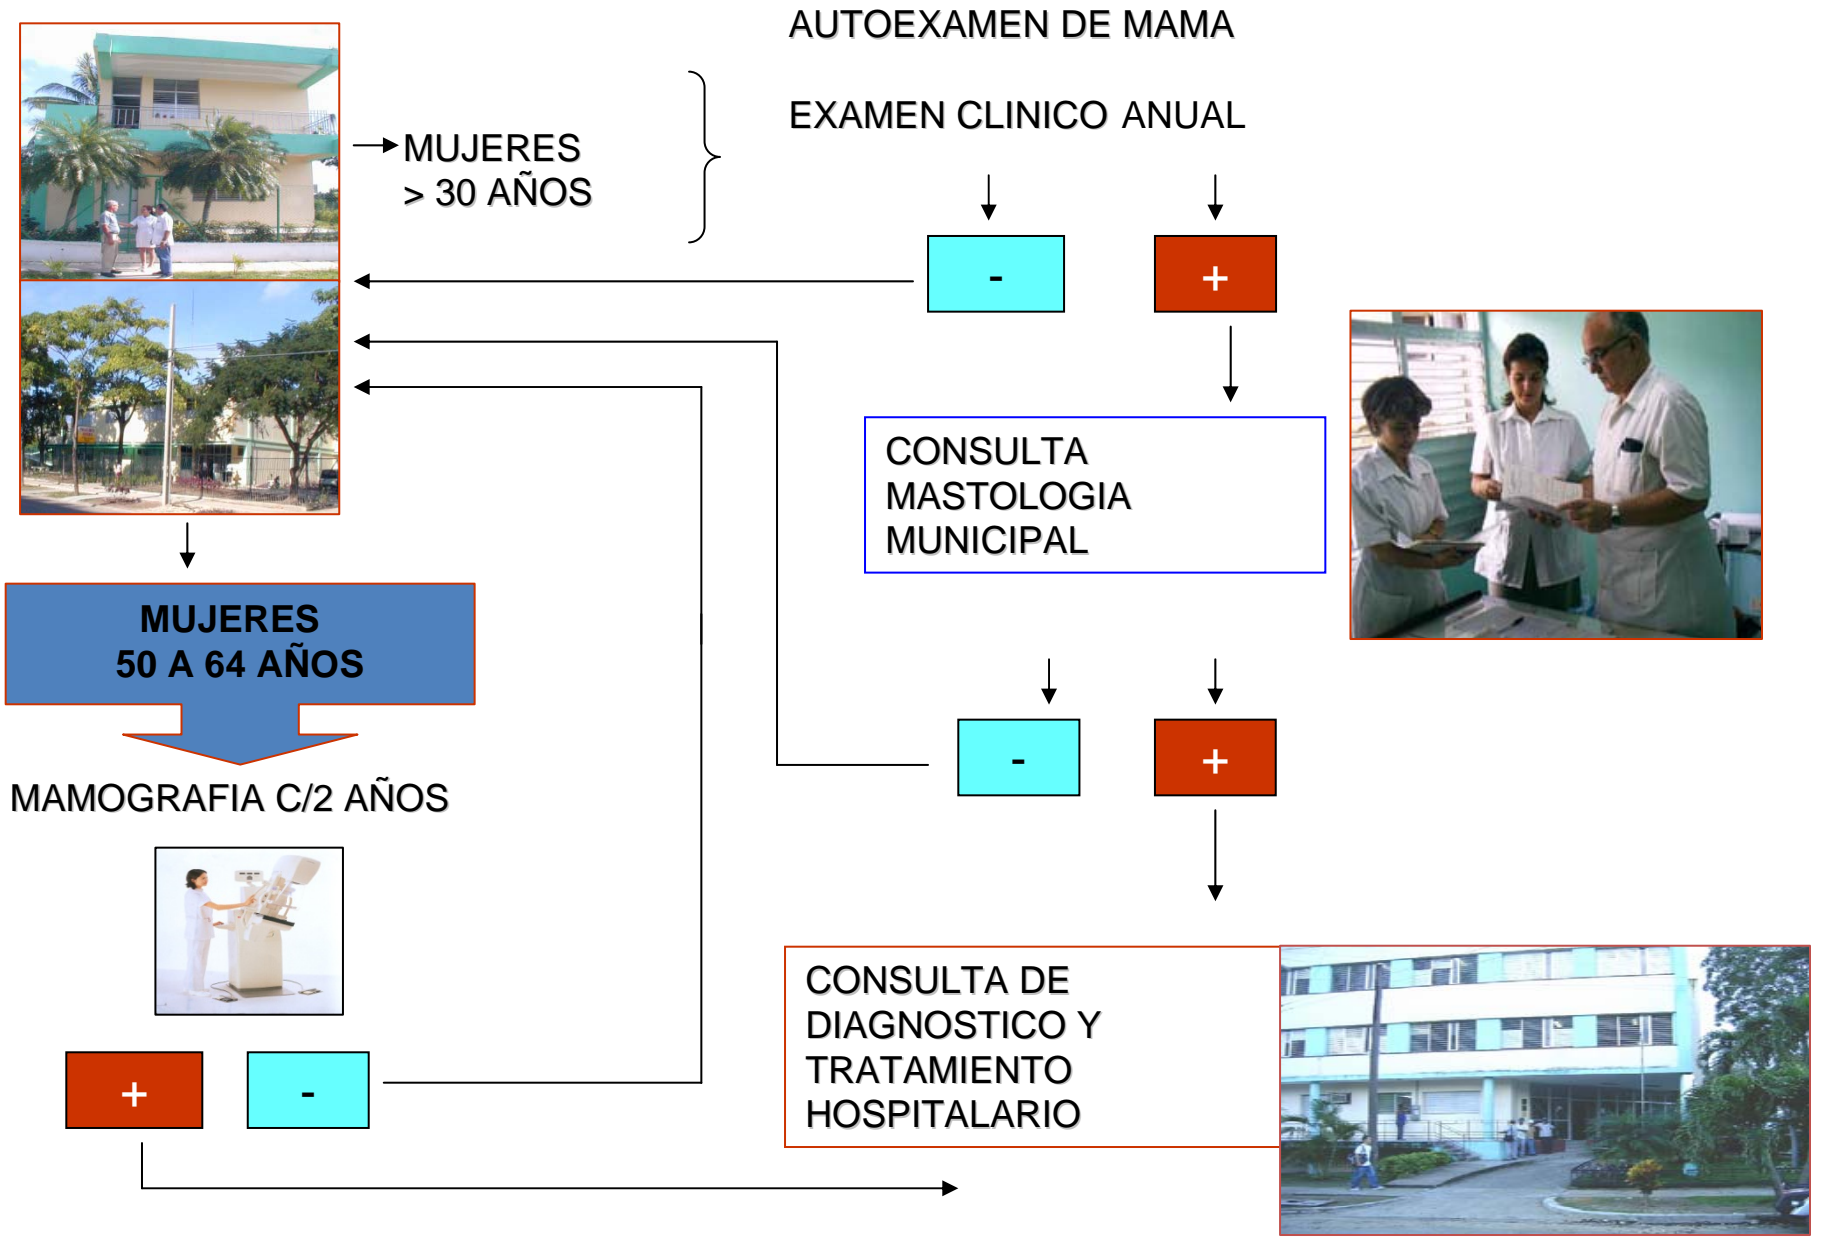 AUTOEXAMEN DE MAMA
EXAMEN CLINICO ANUAL
MUJERES
> 30 AÑOS
-
+
CONSULTA
MASTOLOGIA
MUNICIPAL
MUJERES
50 A 64 AÑOS
-
+
MAMOGRAFIA C/2 AÑOS
CONSULTA DE
DIAGNOSTICO Y
TRATAMIENTO
HOSPITALARIO
+
-